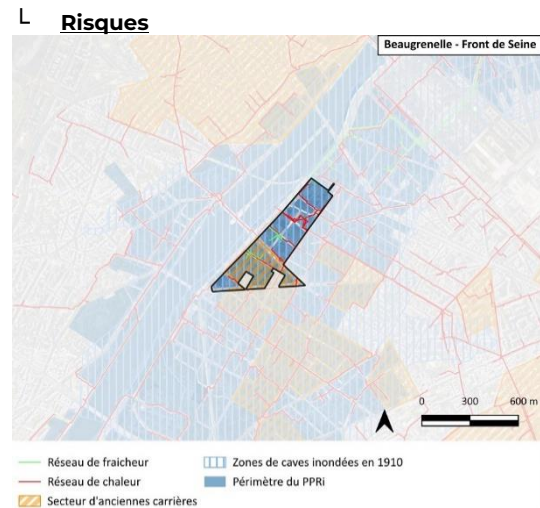 L Risques
Beaugrenelle - Front de Seine
0 300 600 m
Réseau de fraicheur
Zones de caves inondées en 1910
Réseau de chaleur
Périmètre du PPRi
Secteur d'anciennes carrières